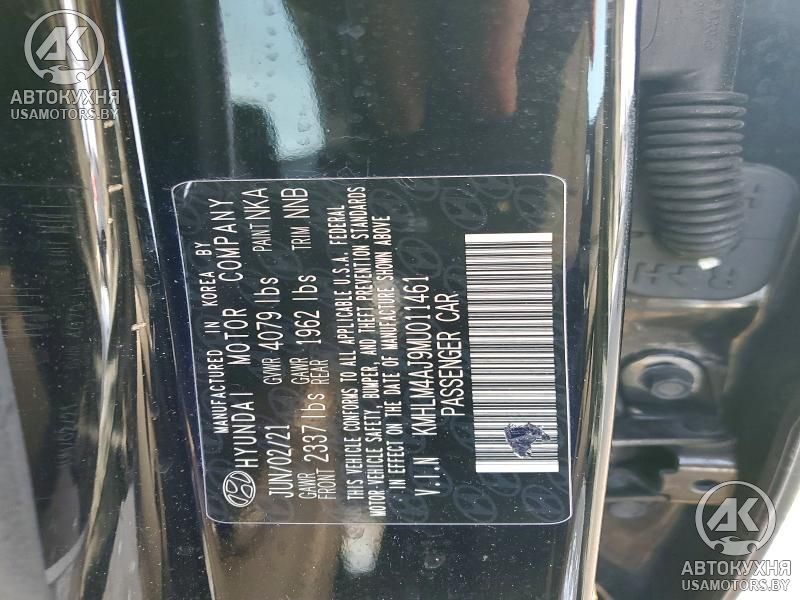 АВТОКУХНЯ
USAMOTORS.BY
MANUFACTURED IN KOREA BY
HYUNDAI MOTOR COMPANY
JUN/02/21 GVWR 4079 lbs PAINT NKA
GAWR FRONT 2337 lbs GAWR REAR 1962 lbs TRIM NNB
THIS VEHICLE CONFORMS TO ALL APPLICABLE U.S.A. FEDERAL
MOTOR VEHICLE SAFETY, BUMPER, AND THEFT PREVENTION STANDARDS
IN EFFECT ON THE DATE OF MANUFACTURE SHOWN ABOVE
V.I.N KMHLM4AJ9MU011461
PASSENGER CAR
АВТОКУХНЯ
USAMOTORS.BY